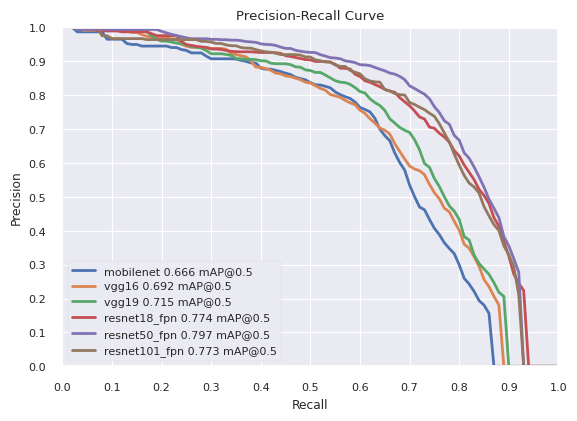 Precision-Recall Curve
1.0
0.9
0.8
0.7
0.6
0.5
0.4
0.3
0.2
0.1
0.0
Precision
mobilenet 0.666 mAP@0.5
vgg16 0.692 mAP@0.5
vgg19 0.715 mAP@0.5
resnet18_fpn 0.774 mAP@0.5
resnet50_fpn 0.797 mAP@0.5
resnet101_fpn 0.773 mAP@0.5
0.0 0.1 0.2 0.3 0.4 0.5 0.6 0.7 0.8 0.9 1.0
Recall